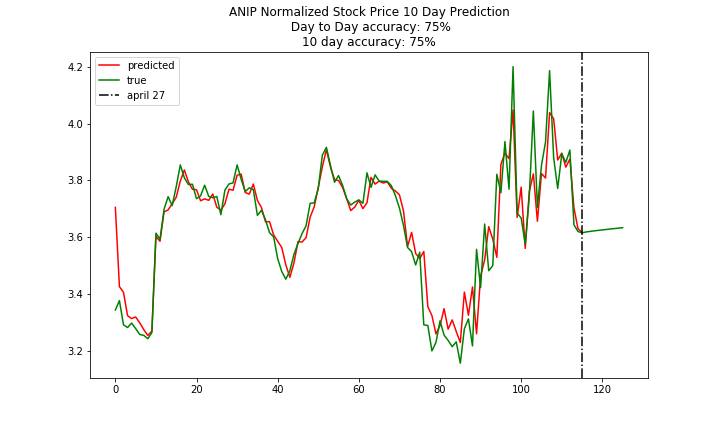 ANIP Normalized Stock Price 10 Day Prediction
Day to Day accuracy: 75%
10 day accuracy: 75%
predicted
true
april 27
4.2
4.0
3.8
3.6
3.4
3.2
0 20 40 60 80 100 120